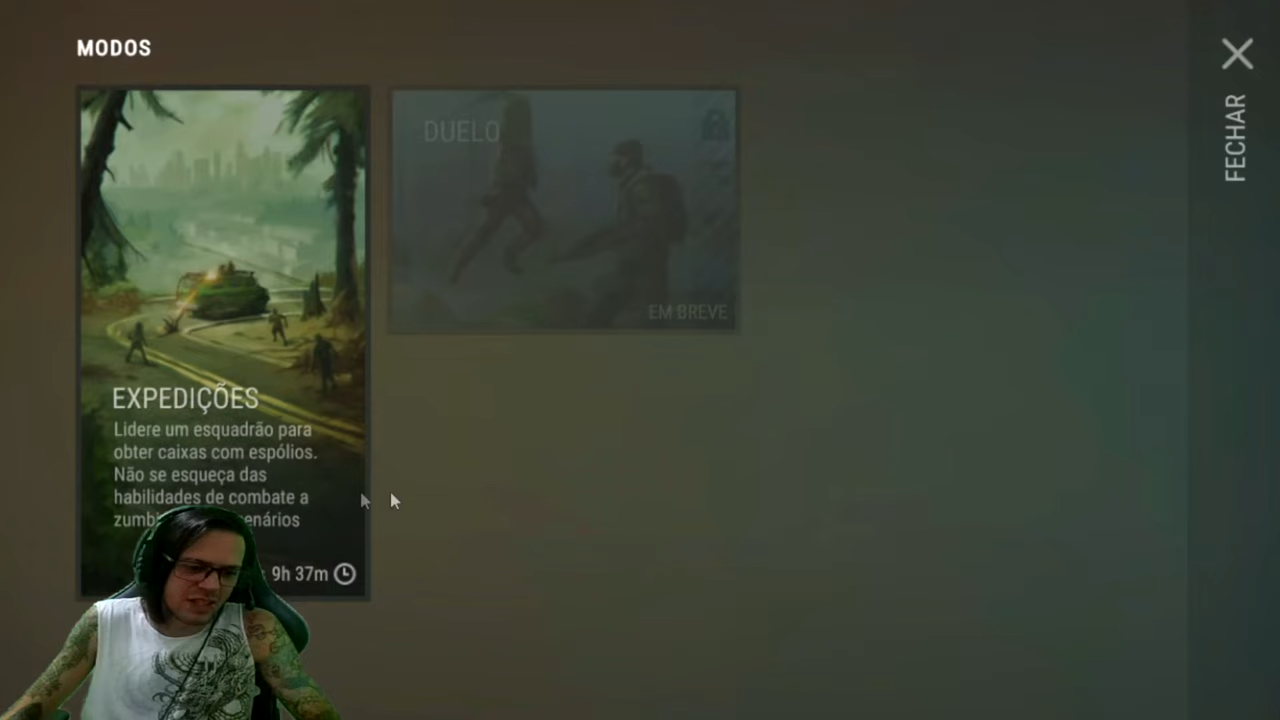 MODOS
FECHAR
DUELO
EM BREVE
EXPEDIÇÕES
Lidere um esquadrão para
obter caixas com espólios.
Não se esqueça das
habilidades de combate a
9h 37m